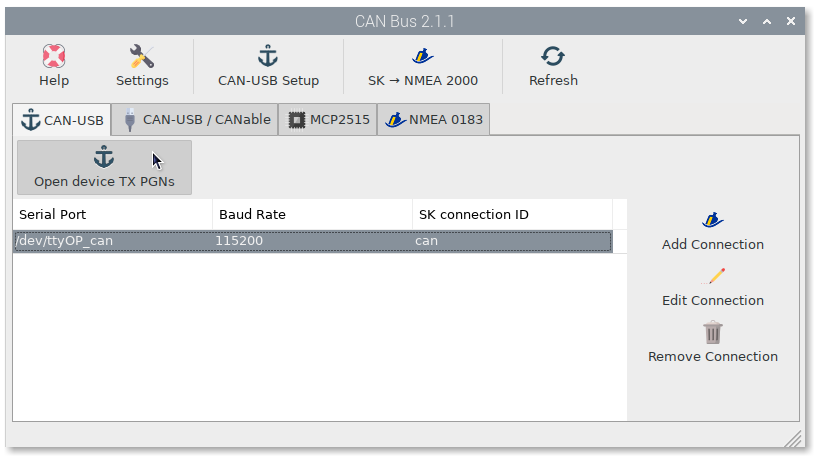 CAN Bus 2.1.1
Help
Settings
CAN-USB Setup
SK → NMEA 2000
Refresh
CAN-USB
CAN-USB / CANable
MCP2515
NMEA 0183
Open device TX PGNs
Serial Port
Baud Rate
SK connection ID
/dev/ttyOP_can
115200
can
Add Connection
Edit Connection
Remove Connection